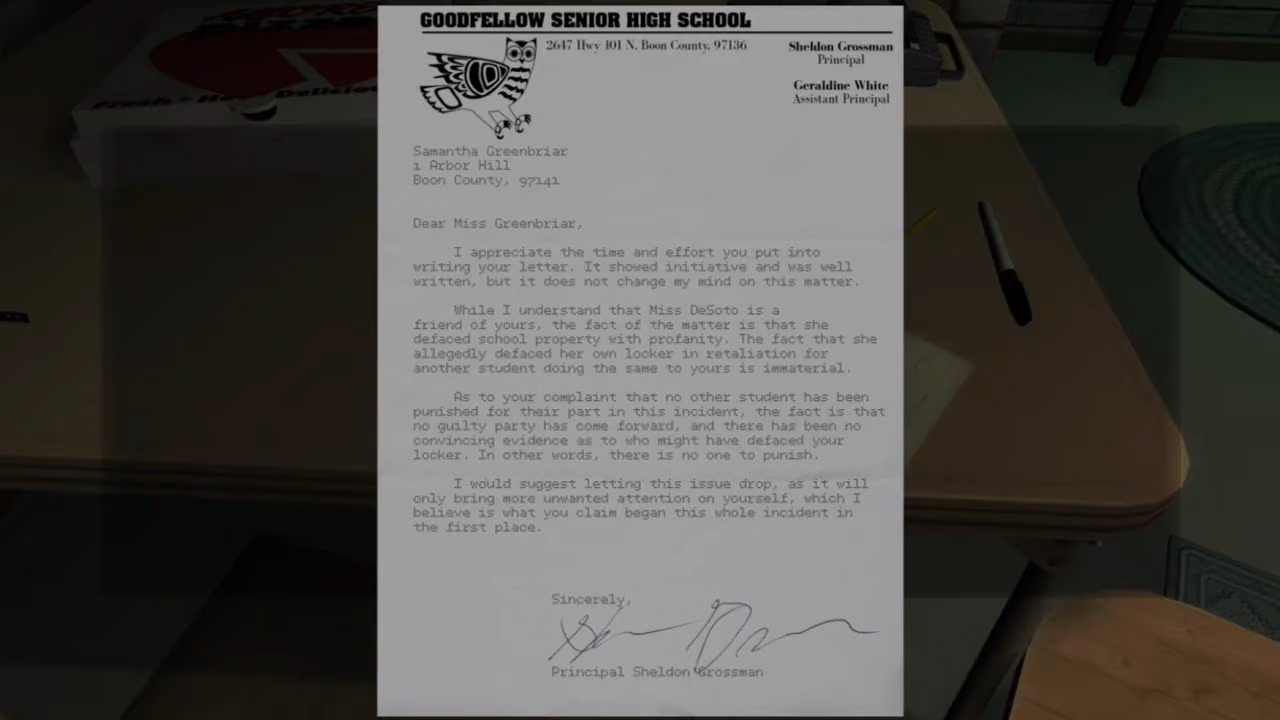 GOODFELLOW SENIOR HIGH SCHOOL
2647 Hwy 101 N. Boon County, 97136
Sheldon Grossman
Principal
Geraldine White
Assistant Principal
Fresh Hot Delicious
Samantha Greenbriar
1 Arbor Hill
Boon County, 97141
Dear Miss Greenbriar,
I appreciate the time and effort you put into
writing your letter. It showed initiative and was well
written, but it does not change my mind on this matter.
While I understand that Miss DeSoto is a
friend of yours, the fact of the matter is that she
defaced school property with profanity. The fact that she
allegedly defaced her own locker in retaliation for
another student doing the same to yours is immaterial.
As to your complaint that no other student has been
punished for their part in this incident, the fact is that
no guilty party has come forward, and there has been no
convincing evidence as to who might have defaced your
locker. In other words, there is no one to punish.
I would suggest letting this issue drop, as it will
only bring more unwanted attention on yourself, which I
believe is what you claim began this whole incident in
the first place.
Sincerely,
Principal Sheldon Grossman